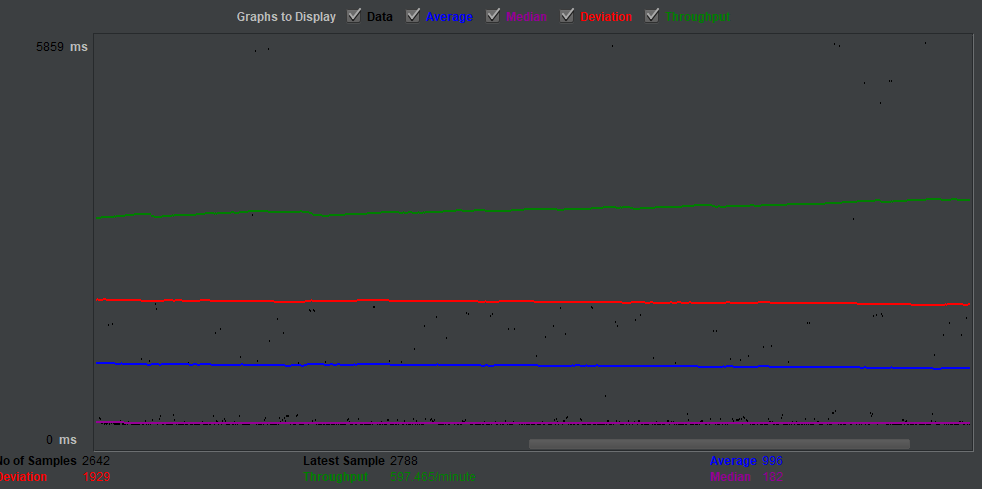 Graphs to Display Data Average Median Deviation Throughput
5859 ms
0 ms
No of Samples 2642 Latest Sample 2788 Average 996
Deviation 1929 Throughput 597.465/minute Median 182